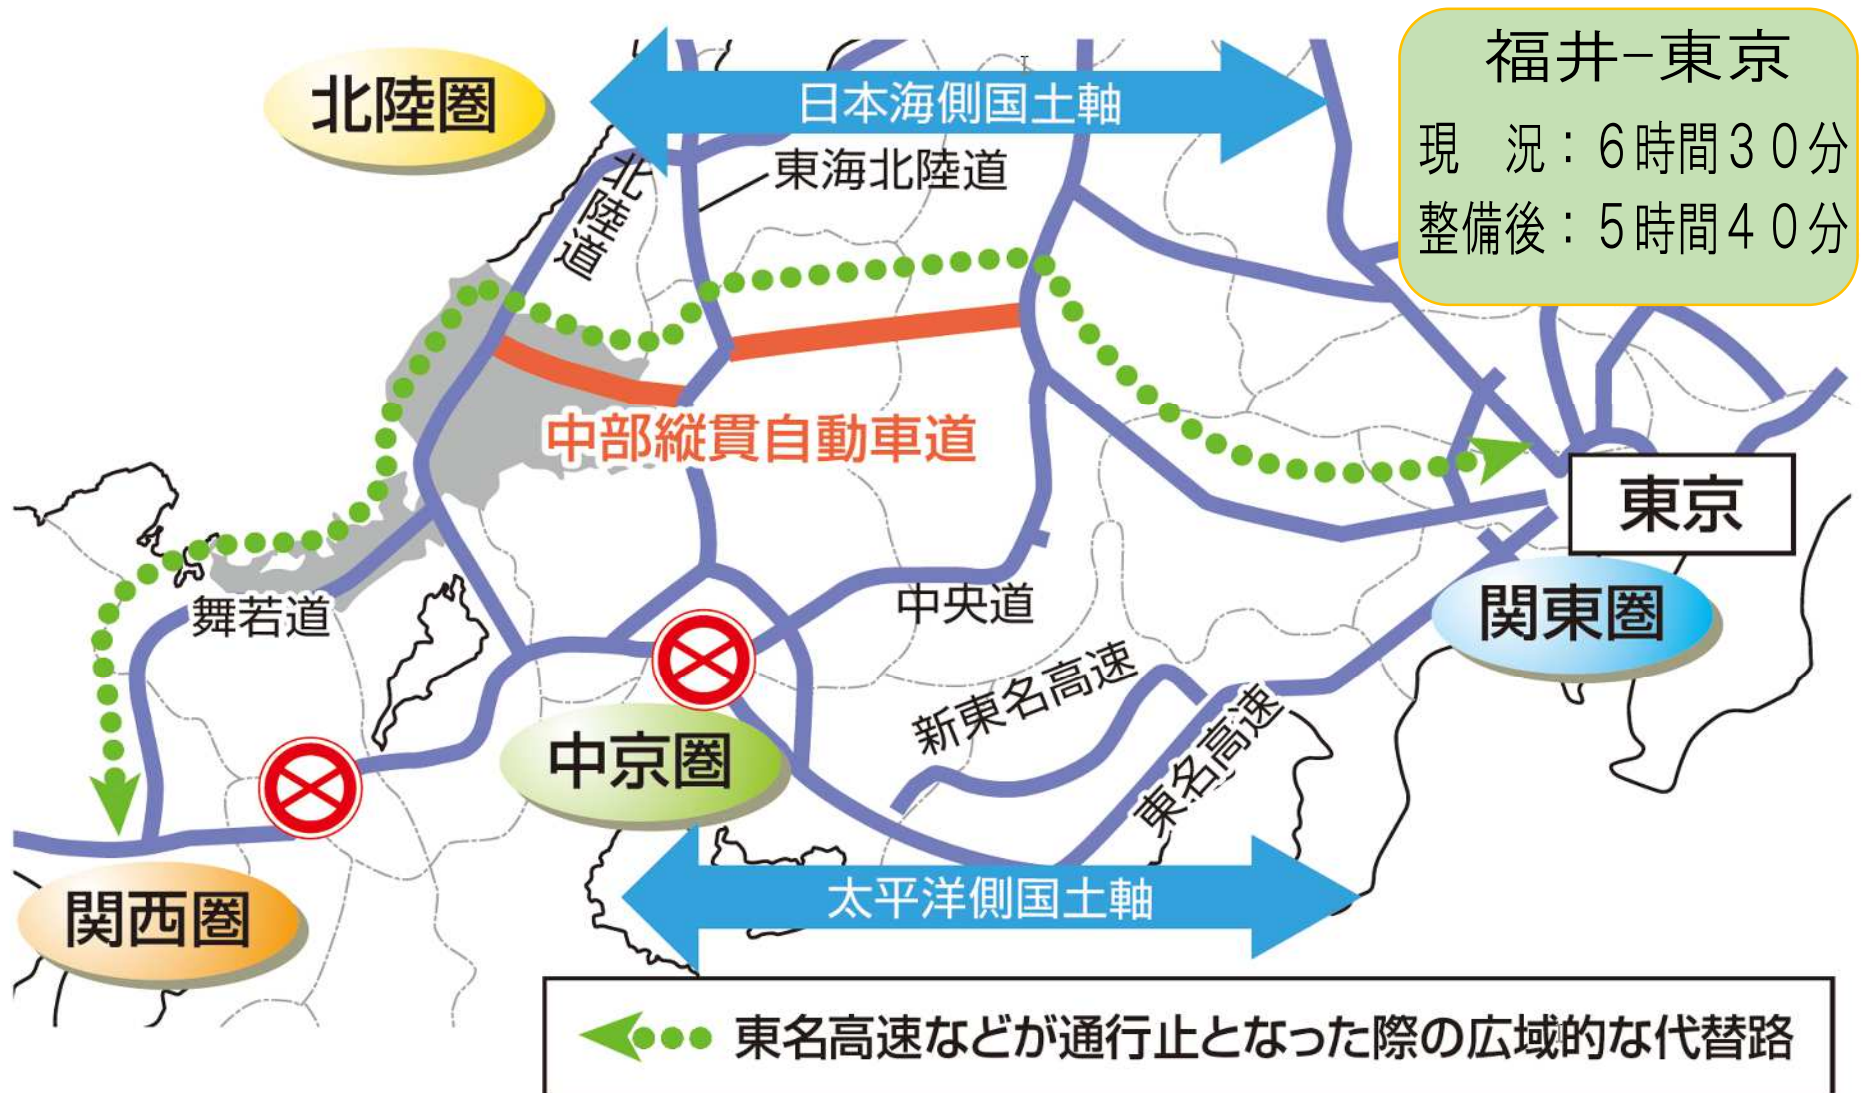 福井−東京
現　況：６時間３０分
整備後：５時間４０分
北陸圏
日本海側国土軸
東海北陸道
北陸道
中部縦貫自動車道
東京
舞若道
中央道
関東圏
新東名高速
中京圏
東名高速
関西圏
太平洋側国土軸
東名高速などが通行止となった際の広域的な代替路